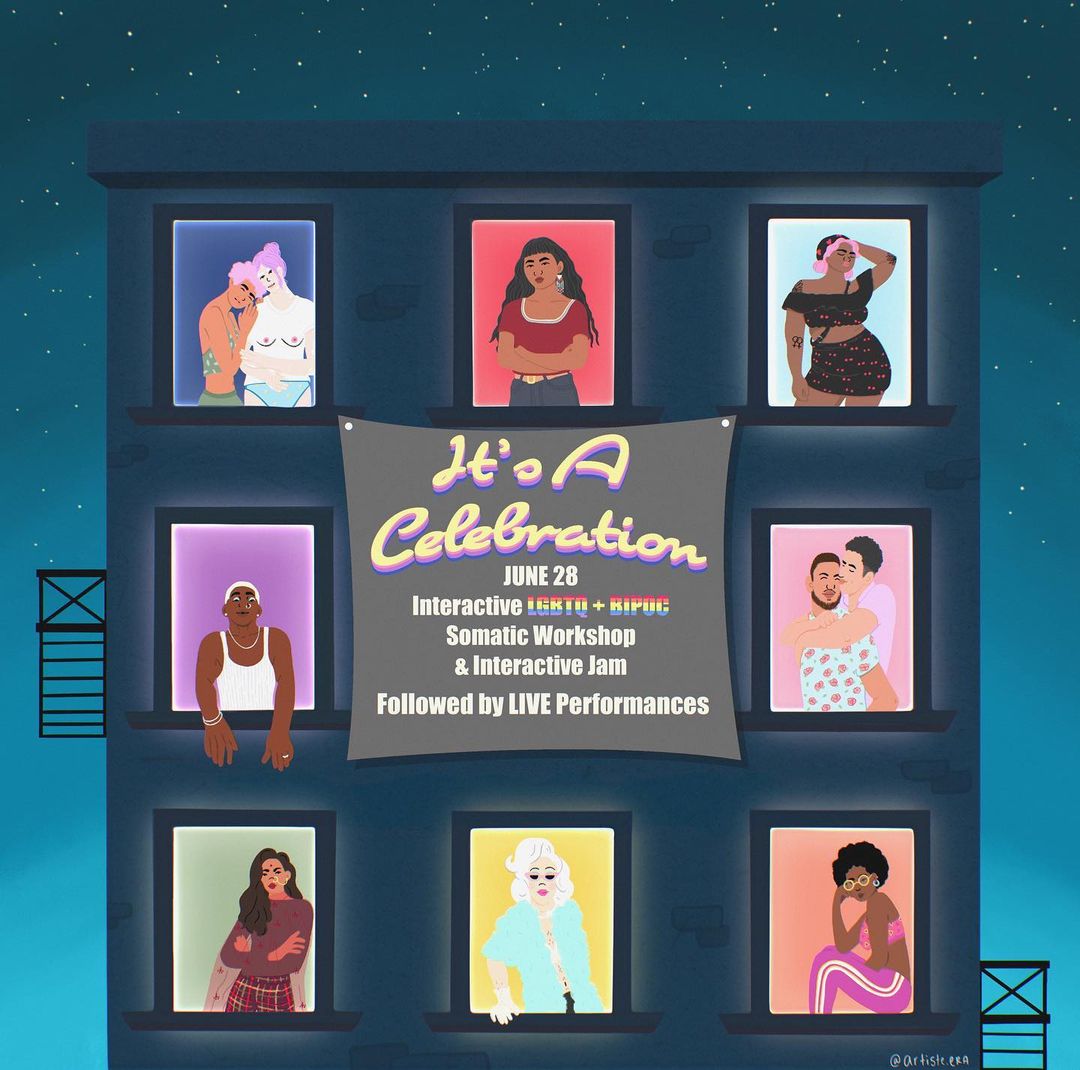 It's A
Celebration
JUNE 28
Interactive LGBTQ + BIPOC
Somatic Workshop
& Interactive Jam
Followed by LIVE Performances
@artiste.era